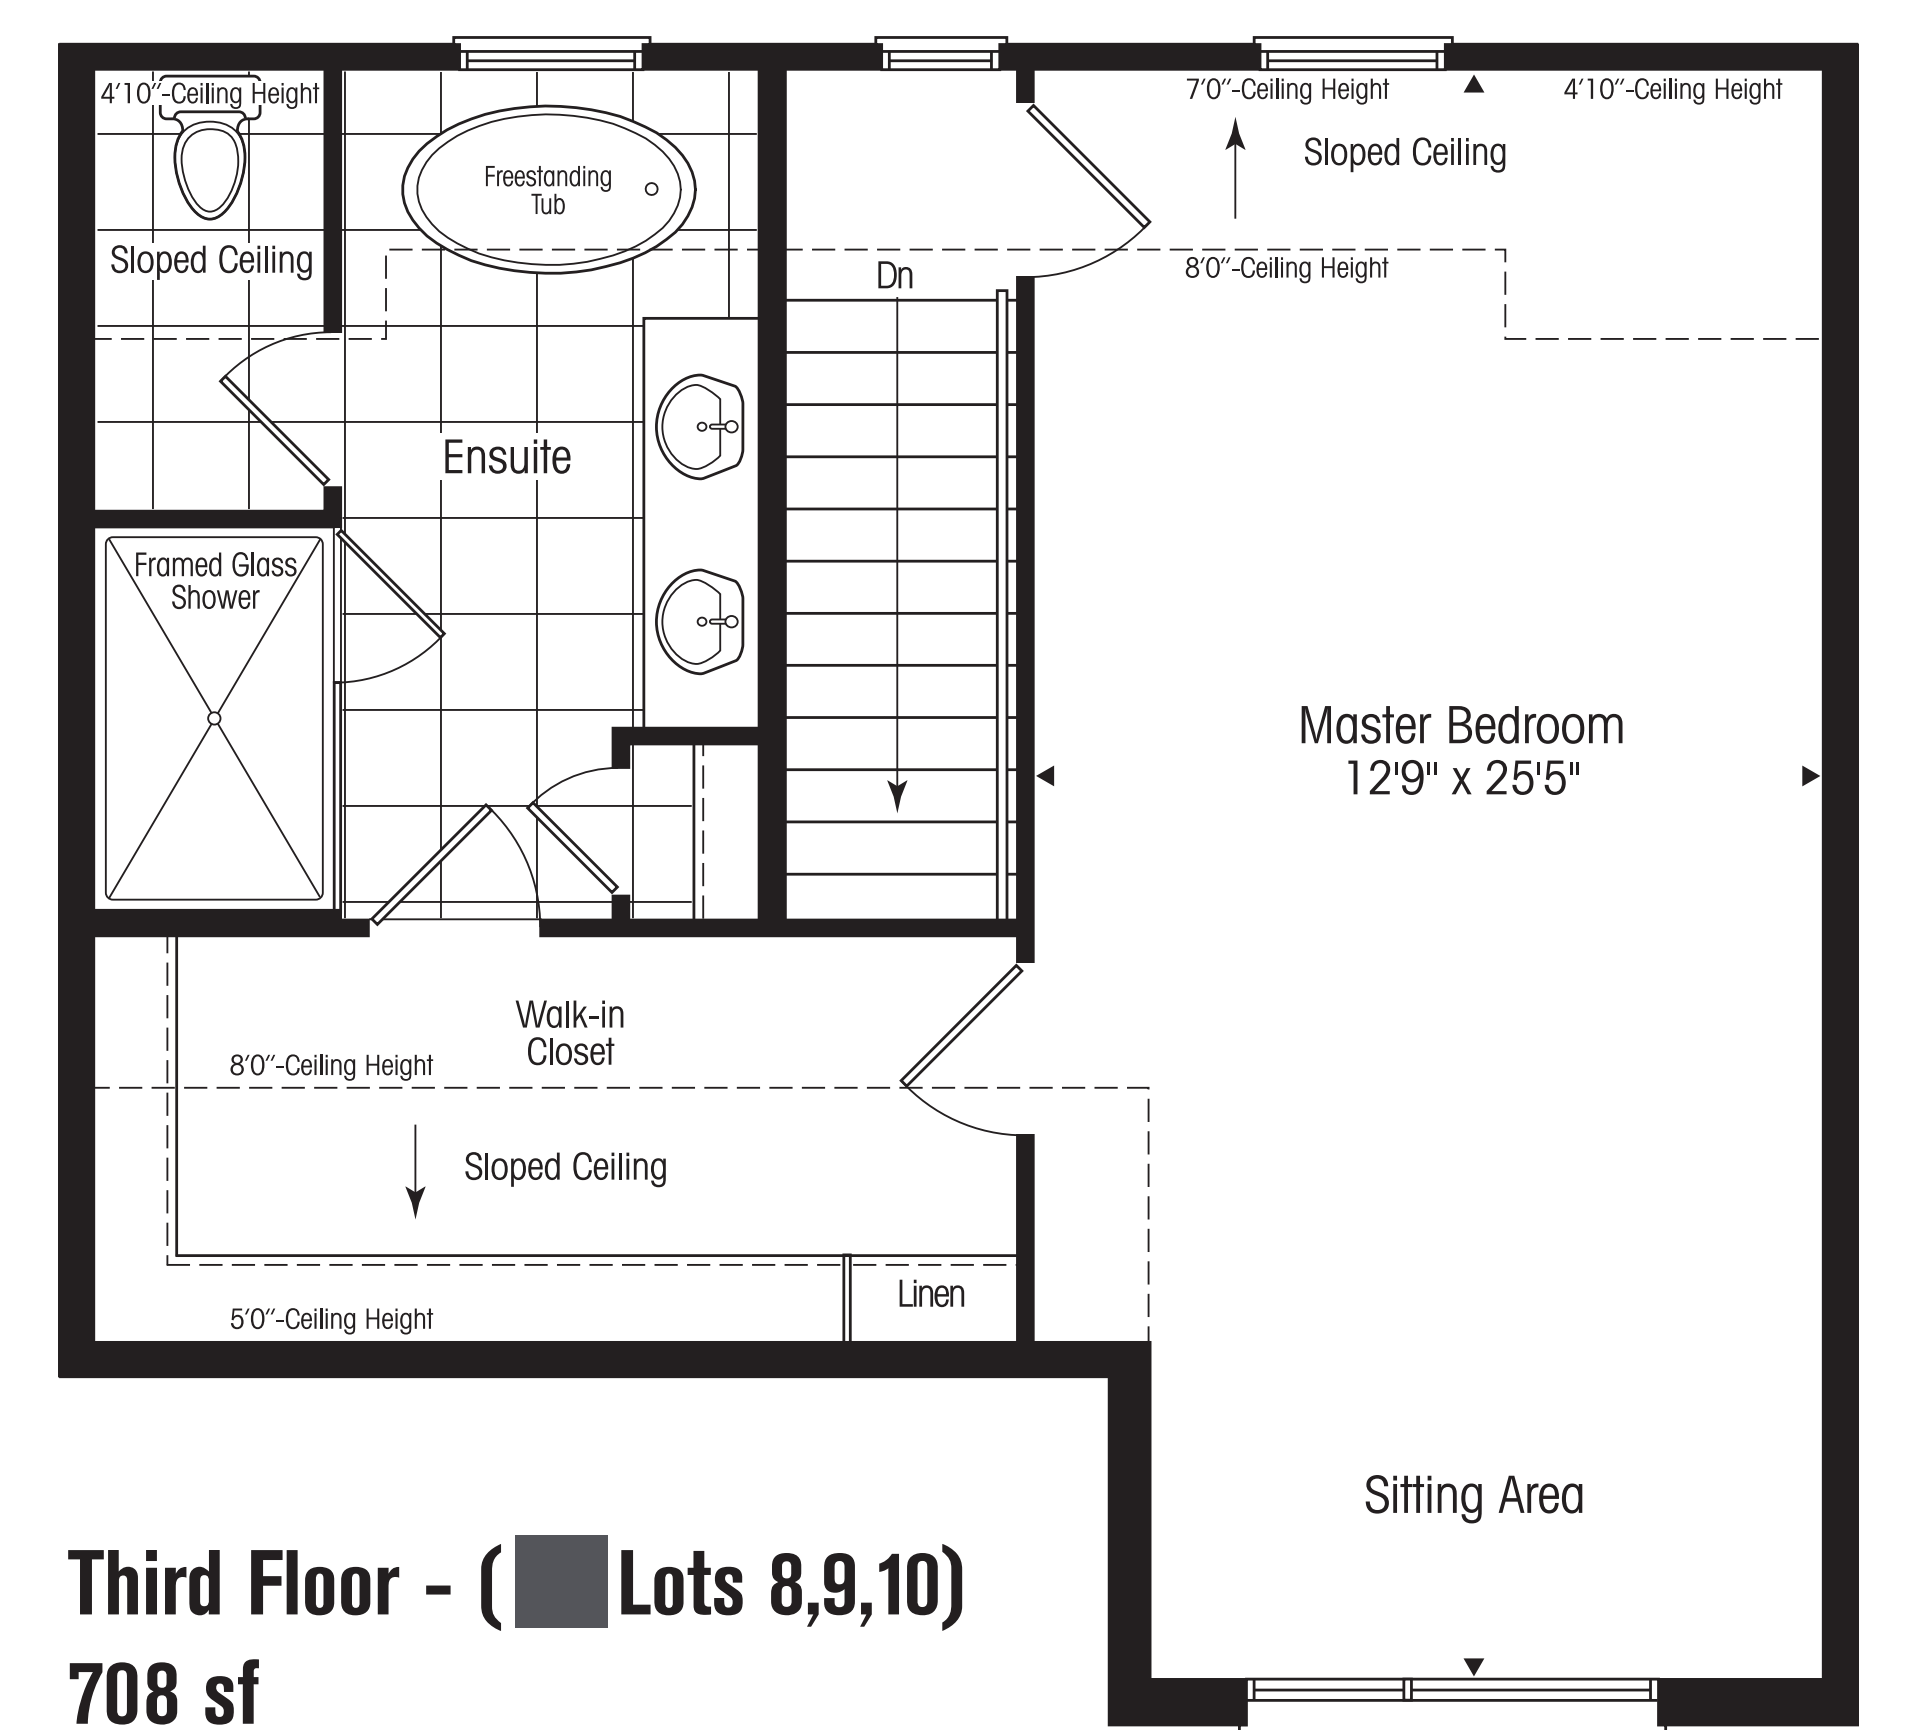 4'10"-Ceiling Height
7'0"-Ceiling Height
4'10"-Ceiling Height
Sloped Ceiling
Freestanding
Tub
Sloped Ceiling
Dn
8'0"-Ceiling Height
Ensuite
Framed Glass
Shower
Master Bedroom
12'9" x 25'5"
Walk-in
Closet
8'0"-Ceiling Height
Sloped Ceiling
Linen
5'0"-Ceiling Height
Sitting Area
Third Floor - ( Lots 8,9,10)
708 sf